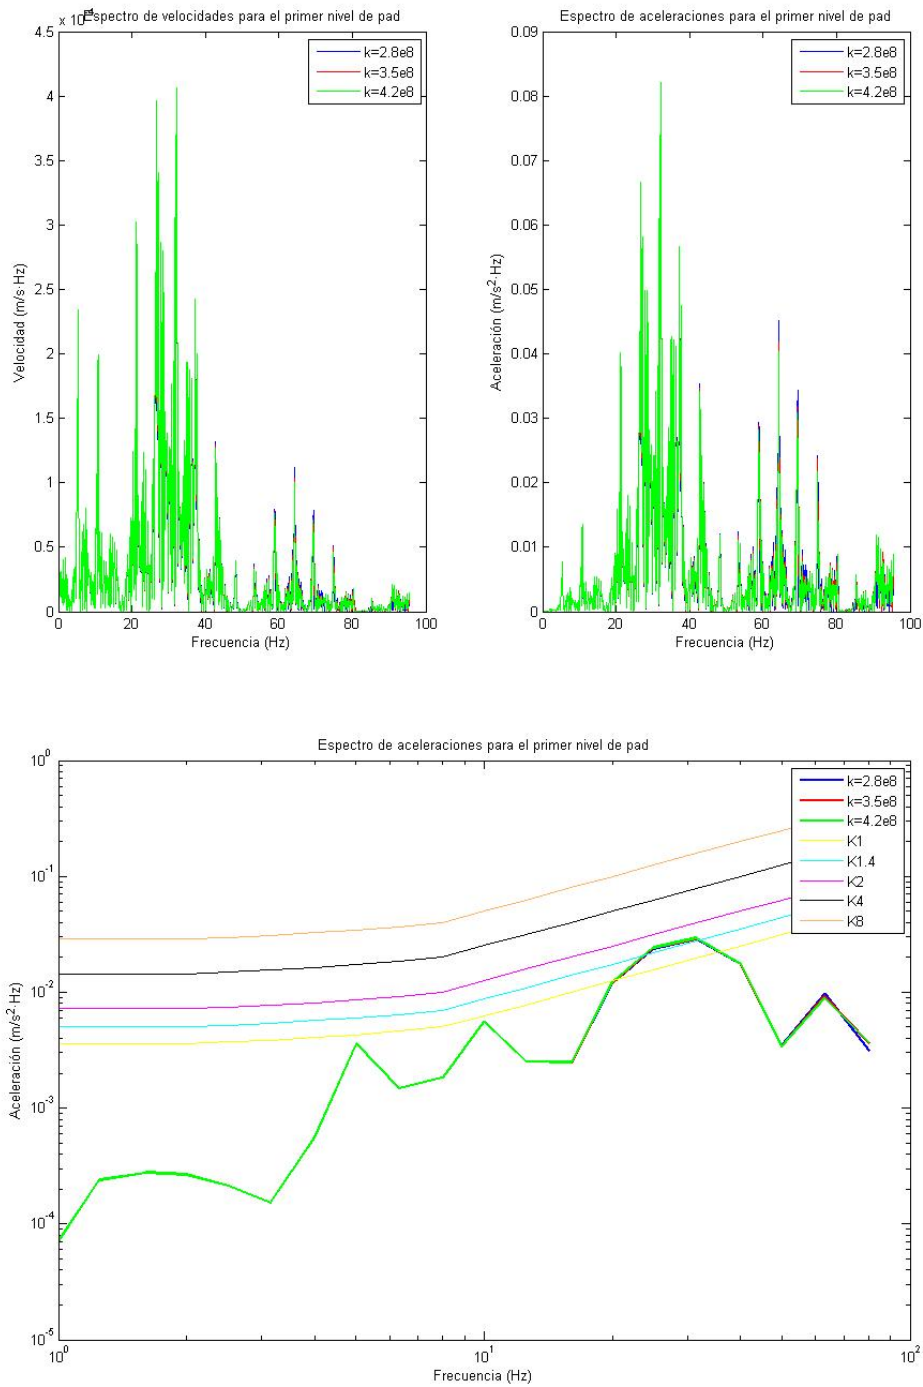 Espectro de velocidades para el primer nivel de pad
x 10
4.5
4
3.5
3
2.5
2
1.5
1
0.5
0
Velocidad (m/s·Hz)
k=2.8e8
k=3.5e8
k=4.2e8
0 20 40 60 80 100
Frecuencia (Hz)
Espectro de aceleraciones para el primer nivel de pad
0.09
0.08
0.07
0.06
0.05
0.04
0.03
0.02
0.01
0
Aceleración (m/s²·Hz)
k=2.8e8
k=3.5e8
k=4.2e8
0 20 40 60 80 100
Frecuencia (Hz)
Espectro de aceleraciones para el primer nivel de pad
10⁰
10⁻¹
10⁻²
10⁻³
10⁻⁴
10⁻⁵
Aceleración (m/s²·Hz)
k=2.8e8
k=3.5e8
k=4.2e8
K1
K1.4
K2
K4
K8
10⁰ 10¹ 10²
Frecuencia (Hz)